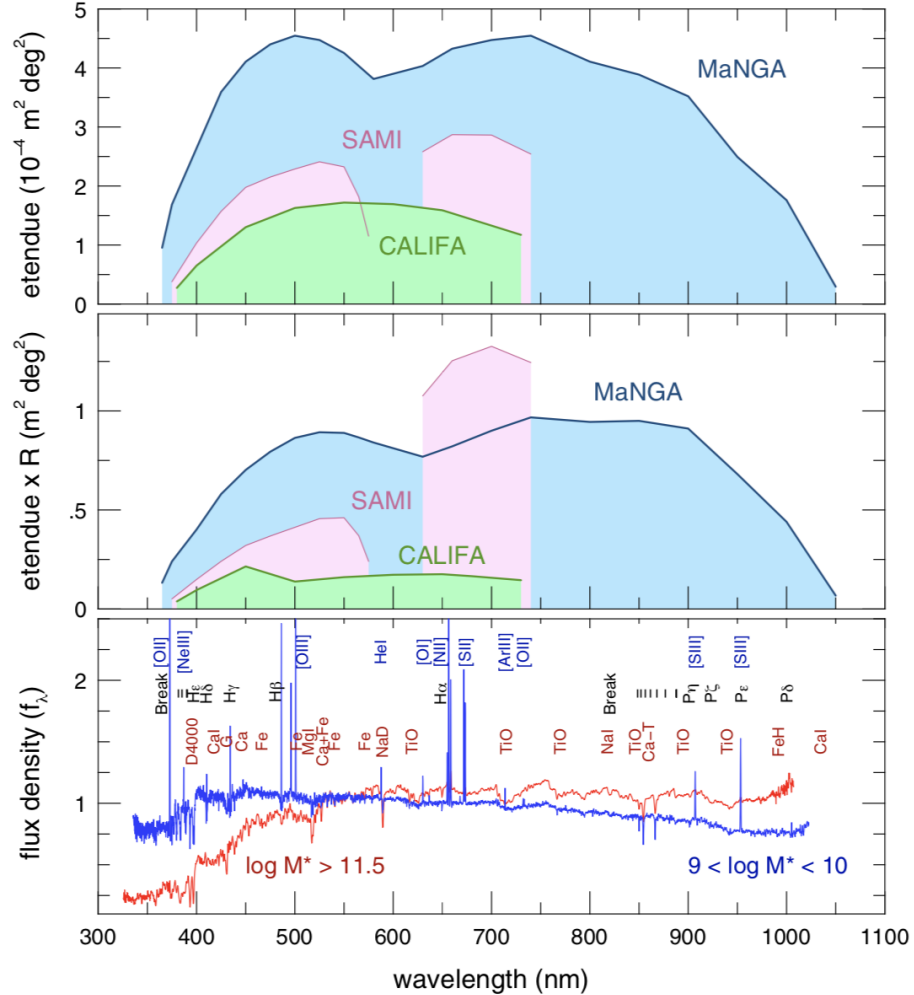 etendue (10⁻⁴ m² deg²)
5
4
3
2
1
0
MaNGA
SAMI
CALIFA
etendue x R (m² deg²)
1
.5
0
MaNGA
SAMI
CALIFA
flux density (f_λ)
2
1
Break
[OII]
[NeIII]
Hε
Hδ
Hγ
Hβ
[OIII]
HeI
[OI]
[NII]
Hα
[SII]
[ArIII]
[OII]
Break
[SIII]
Pη
Pζ
[SIII]
Pε
Pδ
D4000
CaI
G
Ca
Fe
Fe
MgI
Ca+Fe
Fe
Fe
NaD
TiO
TiO
TiO
NaI
TiO
Ca–T
TiO
TiO
FeH
CaI
log M* > 11.5
9 < log M* < 10
300 400 500 600 700 800 900 1000 1100
wavelength (nm)